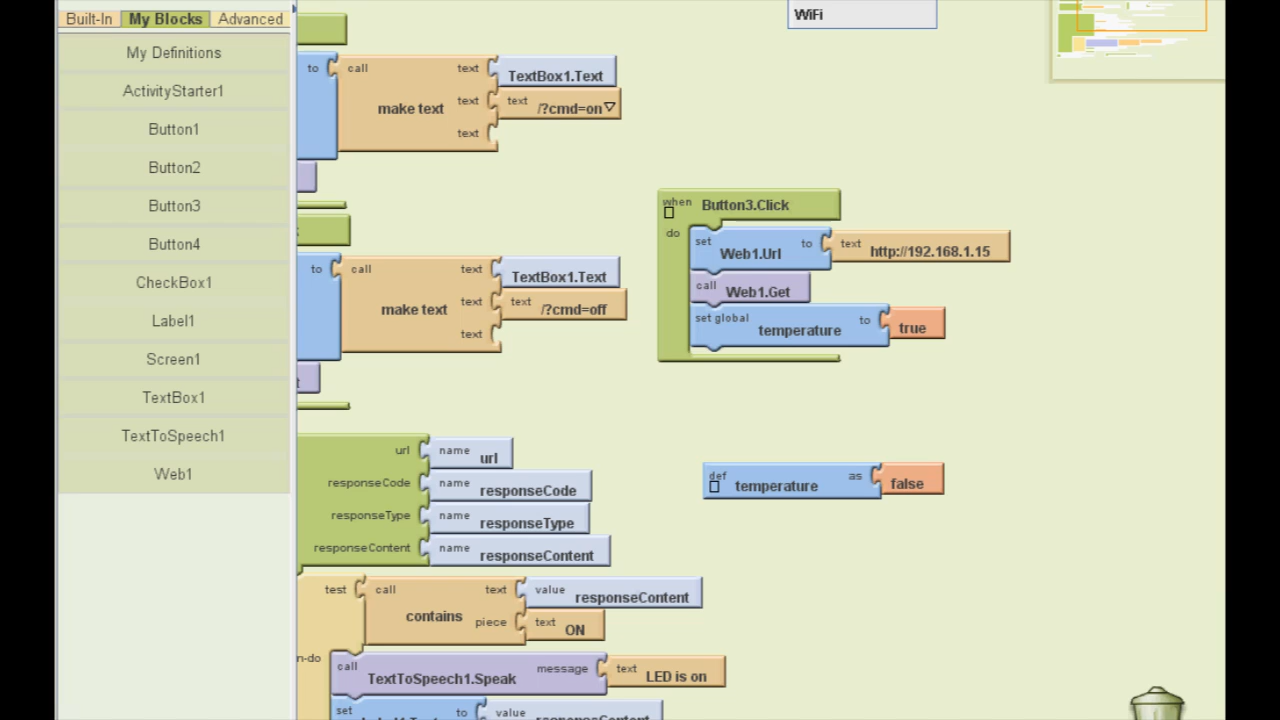 Built-In My Blocks Advanced
My Definitions
ActivityStarter1
Button1
Button2
Button3
Button4
CheckBox1
Label1
Screen1
TextBox1
TextToSpeech1
Web1
WiFi
to call make text text TextBox1.Text
text text /?cmd=on
text
to call make text text TextBox1.Text
text text /?cmd=off
text
t
when Button3.Click
do set Web1.Url to text http://192.168.1.15
call Web1.Get
set global temperature to true
def temperature as false
url name url
responseCode name responseCode
responseType name responseType
responseContent name responseContent
test call contains text value responseContent
piece text ON
n-do call TextToSpeech1.Speak message text LED is on
set Label1.Text to value responseContent